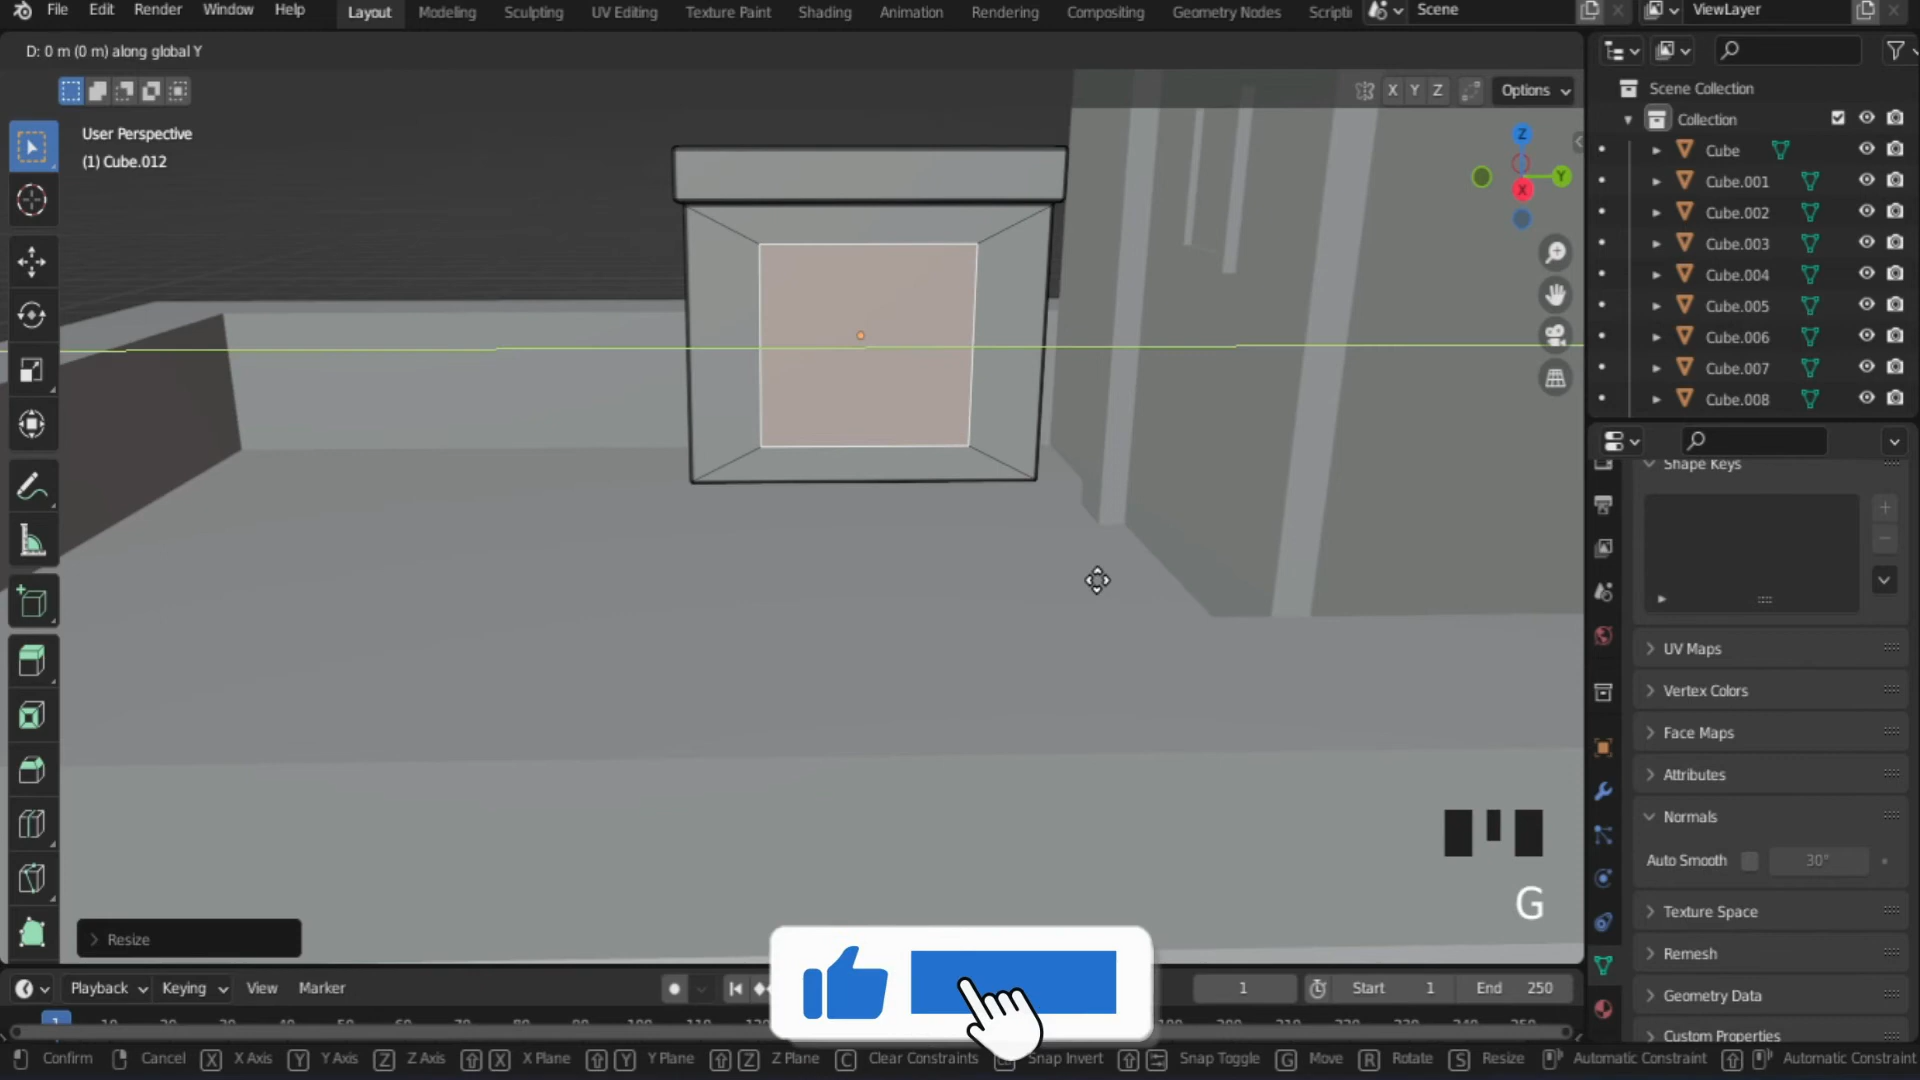 File Edit Render Window Help Layout Modeling Sculpting UV Editing Texture Paint Shading Animation Rendering Compositing Geometry Nodes Scripti Scene ViewLayer
D: 0 m (0 m) along global Y
X Y Z Options
User Perspective
(1) Cube.012
Z
Y
X
Scene Collection
Collection
Cube
Cube.001
Cube.002
Cube.003
Cube.004
Cube.005
Cube.006
Cube.007
Cube.008
Shape Keys
UV Maps
Vertex Colors
Face Maps
Attributes
Normals
Auto Smooth 30°
Texture Space
Remesh
Geometry Data
Custom Properties
G
Resize
Playback Keying View Marker 1 Start 1 End 250
1
Confirm Cancel X X Axis Y Y Axis Z Z Axis X X Plane Y Y Plane Z Z Plane C Clear Constraints Snap Invert Snap Toggle G Move R Rotate S Resize Automatic Constraint Automatic Constraint